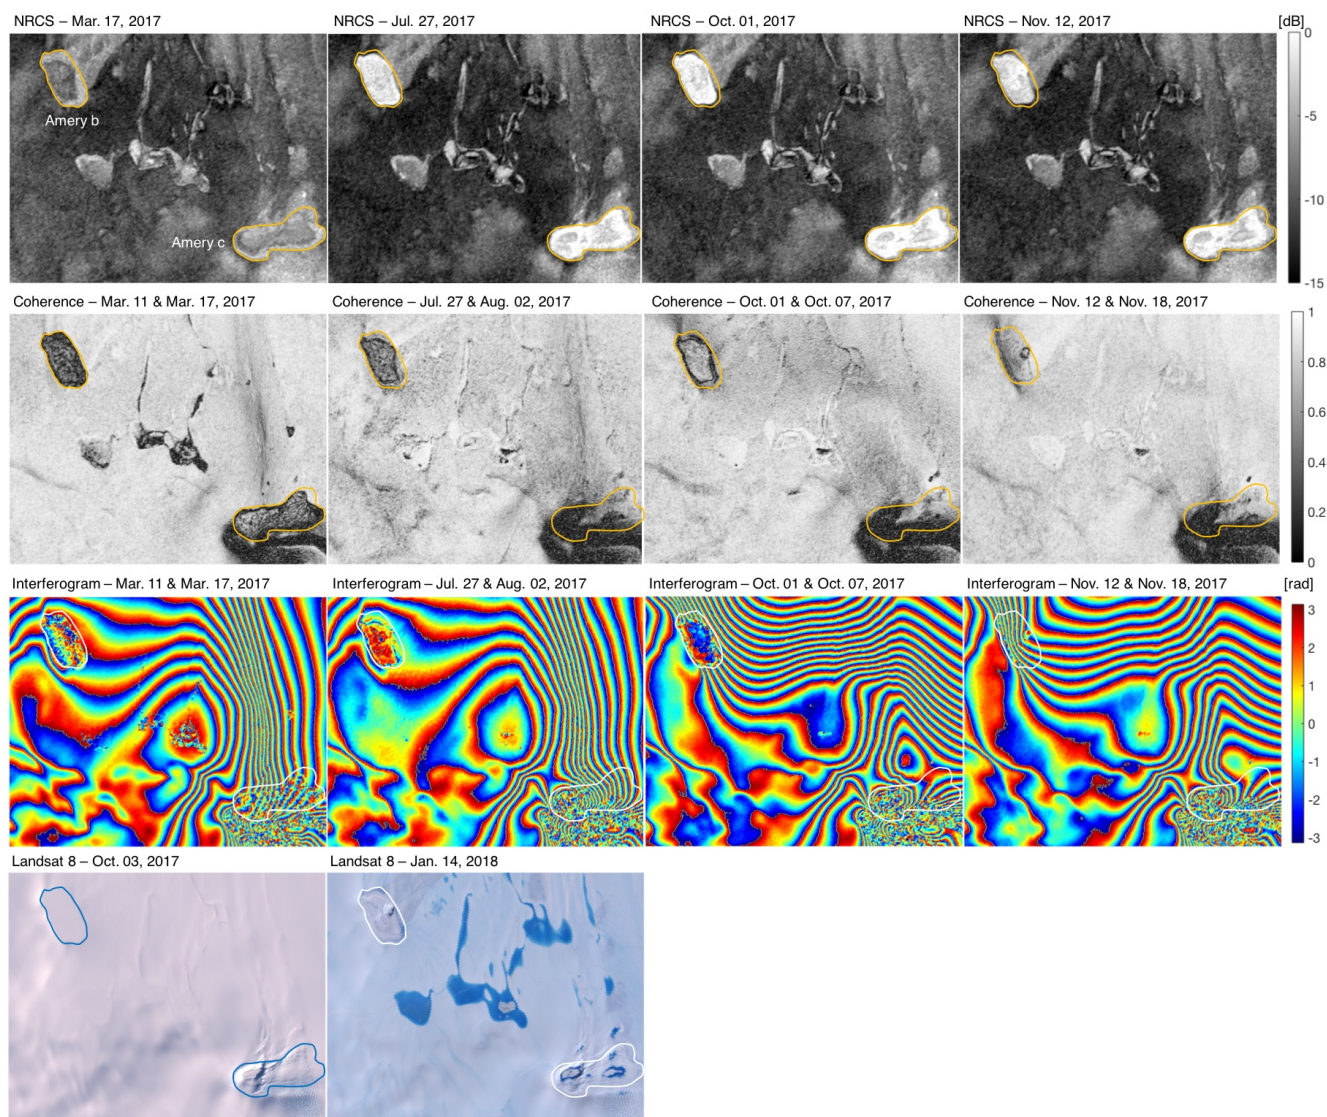 NRCS – Mar. 17, 2017 NRCS – Jul. 27, 2017 NRCS – Oct. 01, 2017 NRCS – Nov. 12, 2017 [dB]
0
Amery b
-5
-10
Amery c
-15
Coherence – Mar. 11 & Mar. 17, 2017 Coherence – Jul. 27 & Aug. 02, 2017 Coherence – Oct. 01 & Oct. 07, 2017 Coherence – Nov. 12 & Nov. 18, 2017
1
0.8
0.6
0.4
0.2
0
Interferogram – Mar. 11 & Mar. 17, 2017 Interferogram – Jul. 27 & Aug. 02, 2017 Interferogram – Oct. 01 & Oct. 07, 2017 Interferogram – Nov. 12 & Nov. 18, 2017 [rad]
3
2
1
0
-1
-2
-3
Landsat 8 – Oct. 03, 2017 Landsat 8 – Jan. 14, 2018